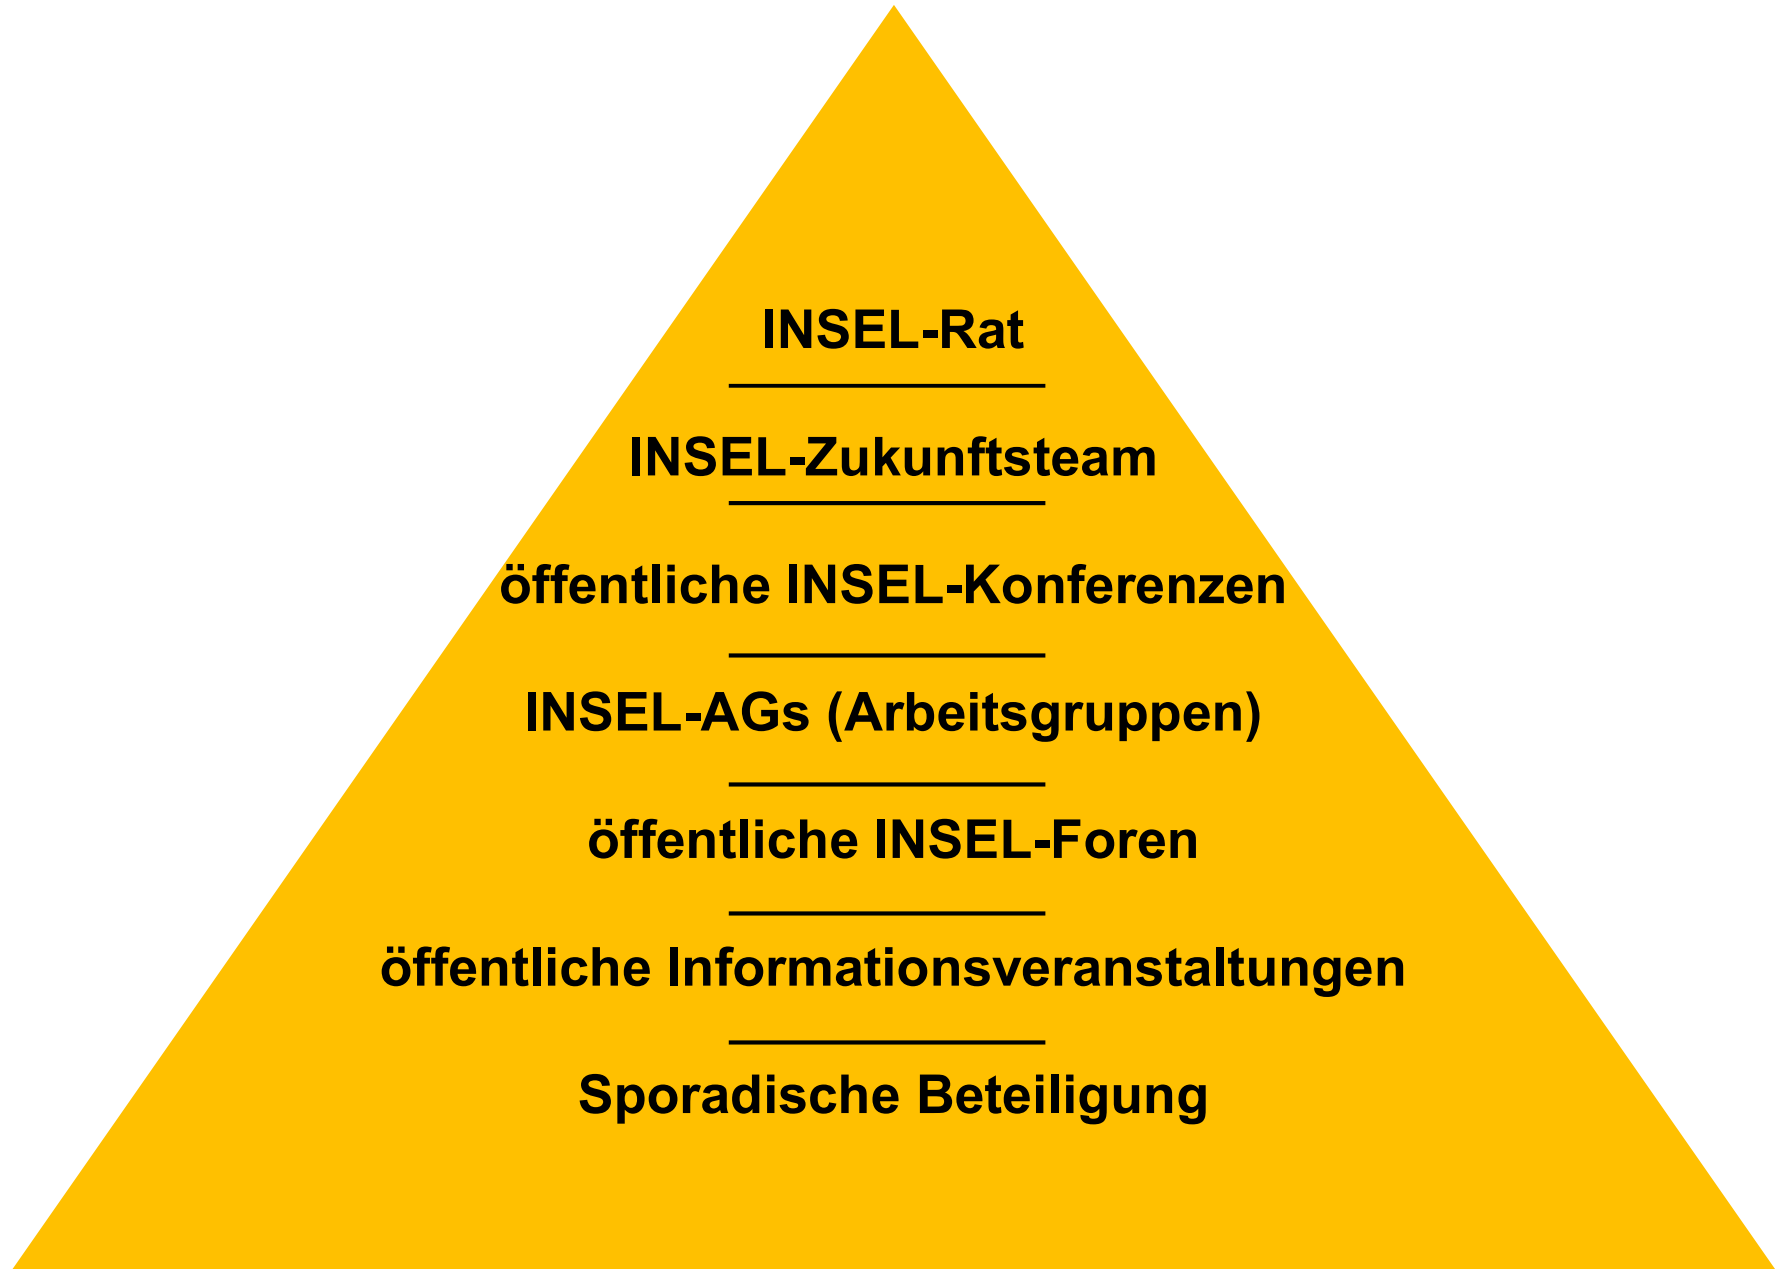 INSEL-Rat
INSEL-Zukunftsteam
öffentliche INSEL-Konferenzen
INSEL-AGs (Arbeitsgruppen)
öffentliche INSEL-Foren
öffentliche Informationsveranstaltungen
Sporadische Beteiligung